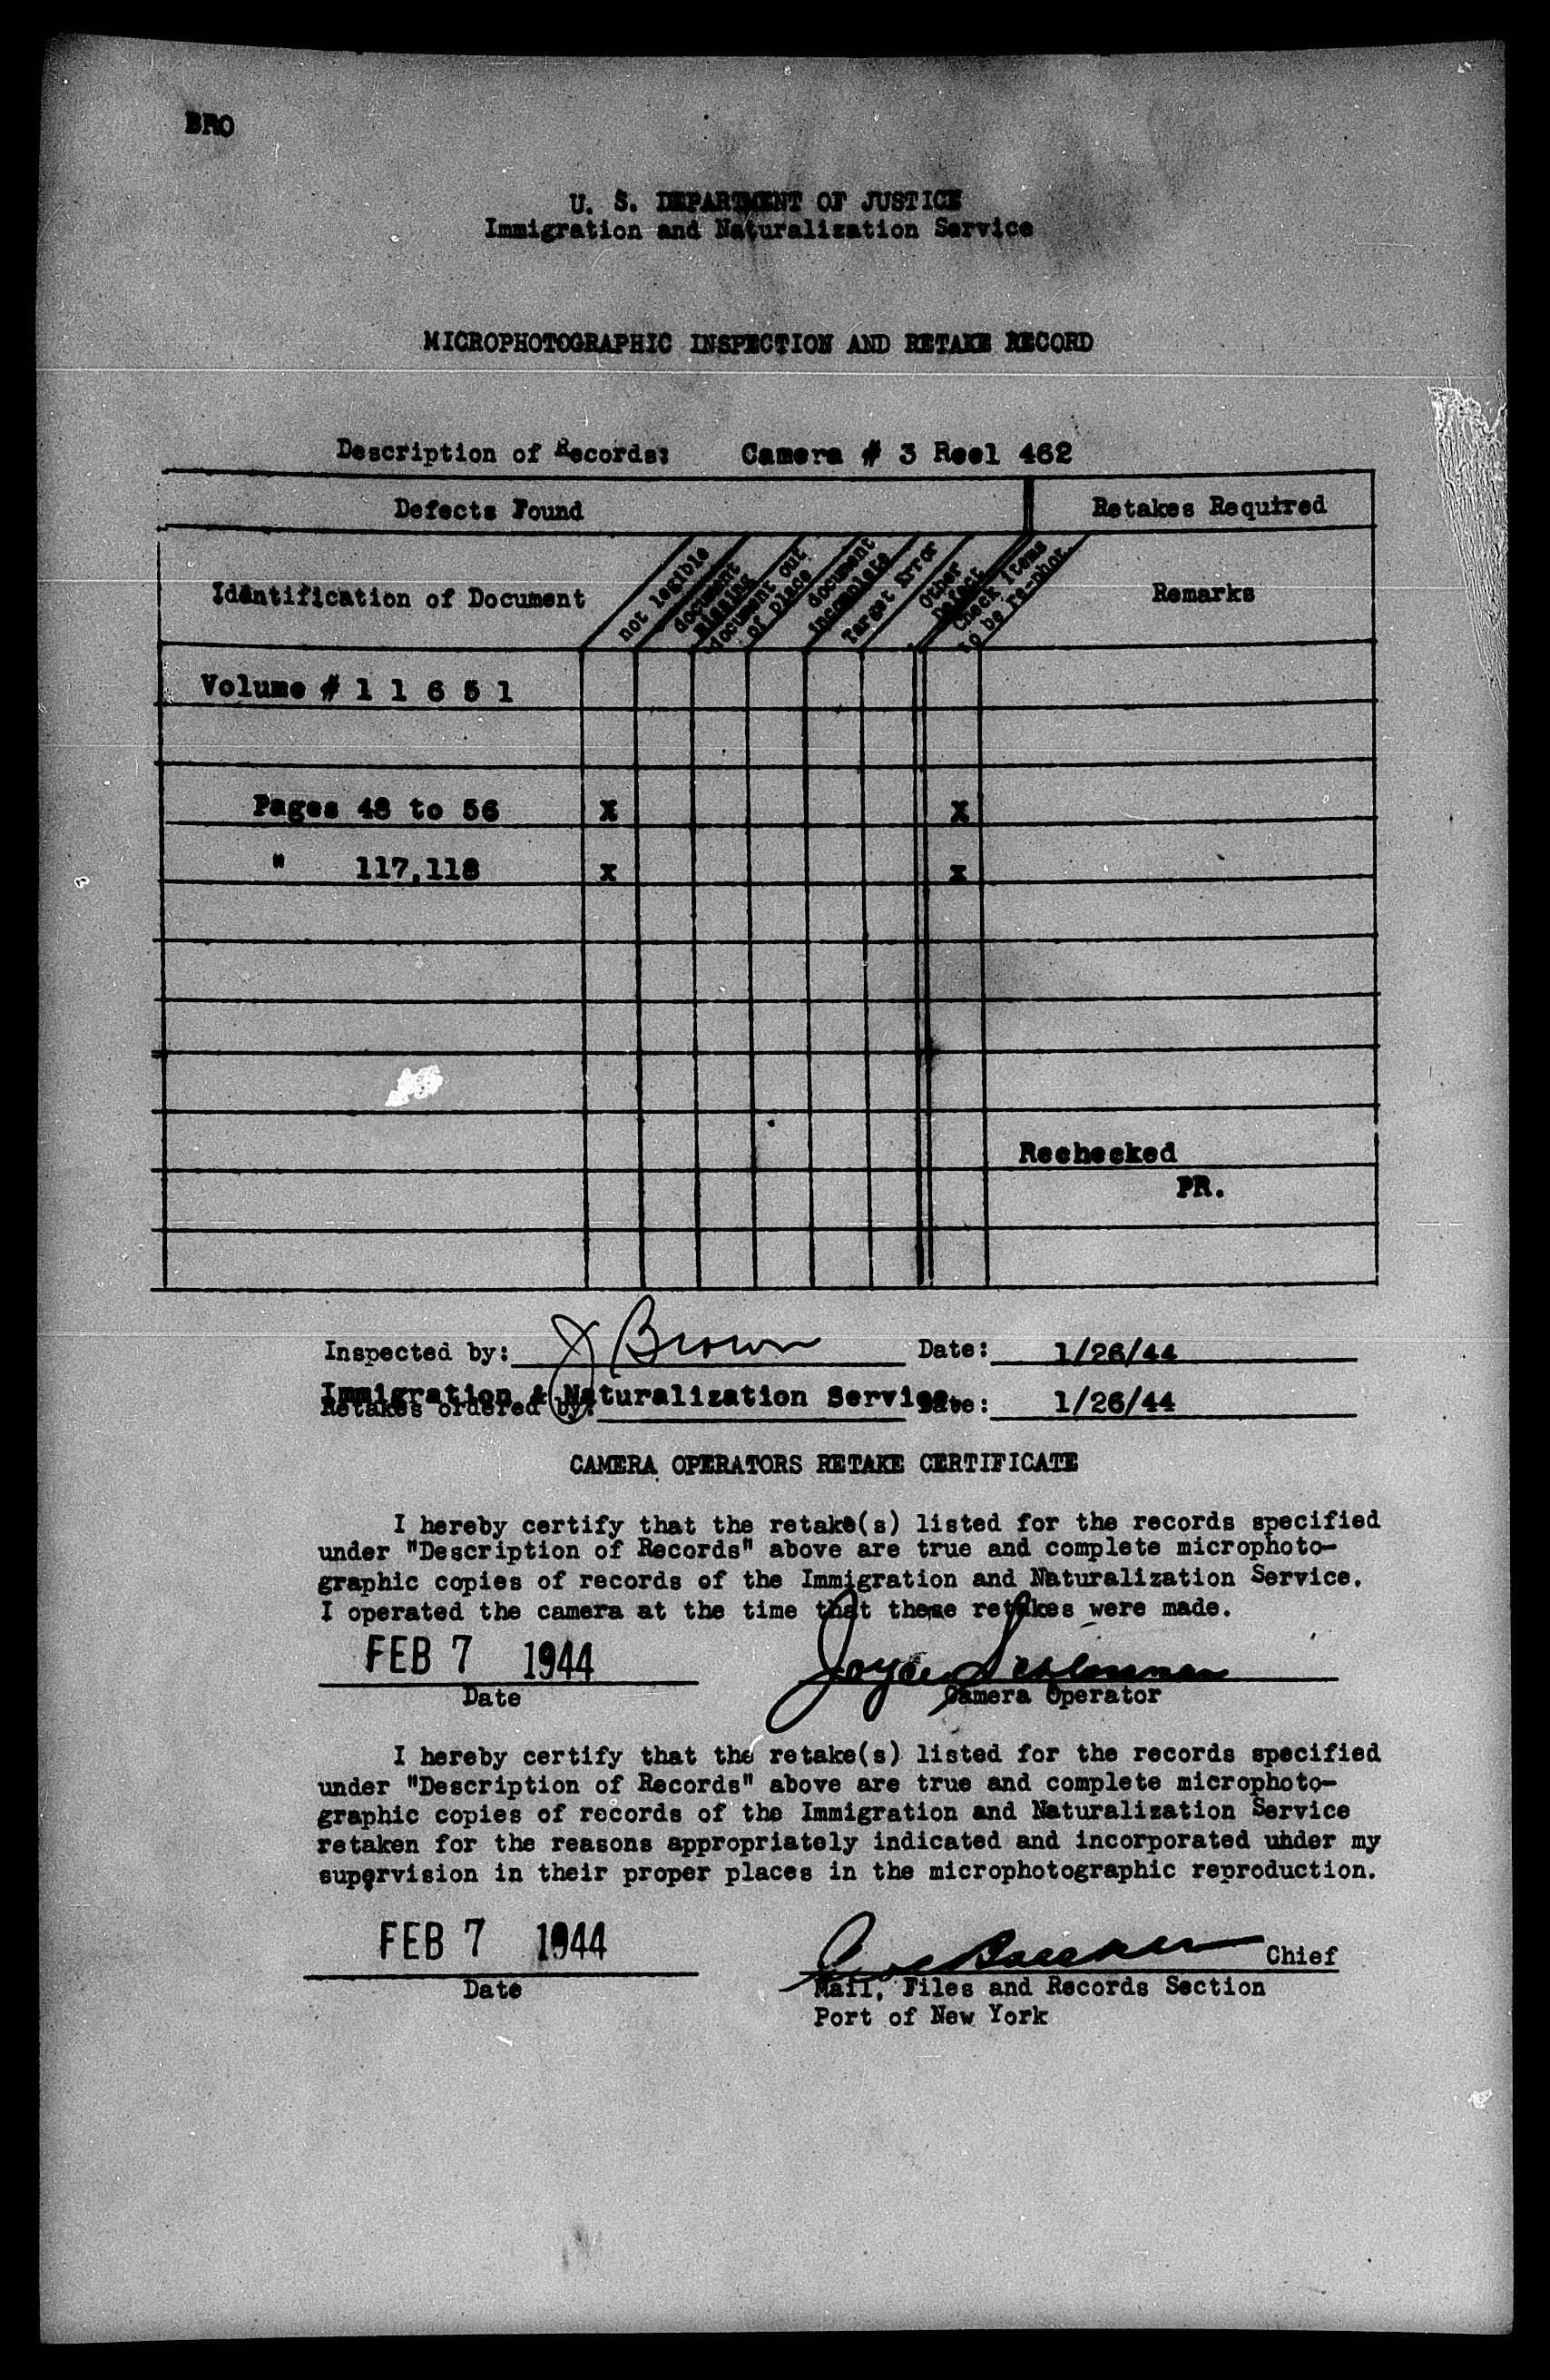 BRO
U. S. DEPARTMENT OF JUSTICE
Immigration and Naturalization Service
MICROPHOTOGRAPHIC INSPECTION AND RETAKE RECORD
Description of Records: Camera # 3 Reel 462
Defects Found Retakes Required
Identification of Document
not legible
document
missing
document out
of place
document
incomplete
Target Error
Other
Defect
Check Items
to be re-phot.
Remarks
Volume # 1 1 6 5 1
Pages 48 to 56 X X
" 117,118 X X
Rechecked
PR.
Inspected by: J Brown Date: 1/26/44
Immigration & Naturalization Service
Retakes ordered by: Date: 1/26/44
CAMERA OPERATORS RETAKE CERTIFICATE
I hereby certify that the retake(s) listed for the records specified
under "Description of Records" above are true and complete microphoto-
graphic copies of records of the Immigration and Naturalization Service.
I operated the camera at the time that these retakes were made.
FEB 7 1944 Joyce
Date Camera Operator
I hereby certify that the retake(s) listed for the records specified
under "Description of Records" above are true and complete microphoto-
graphic copies of records of the Immigration and Naturalization Service
retaken for the reasons appropriately indicated and incorporated under my
supervision in their proper places in the microphotographic reproduction.
FEB 7 1944 Chief
Date Mail, Files and Records Section
Port of New York